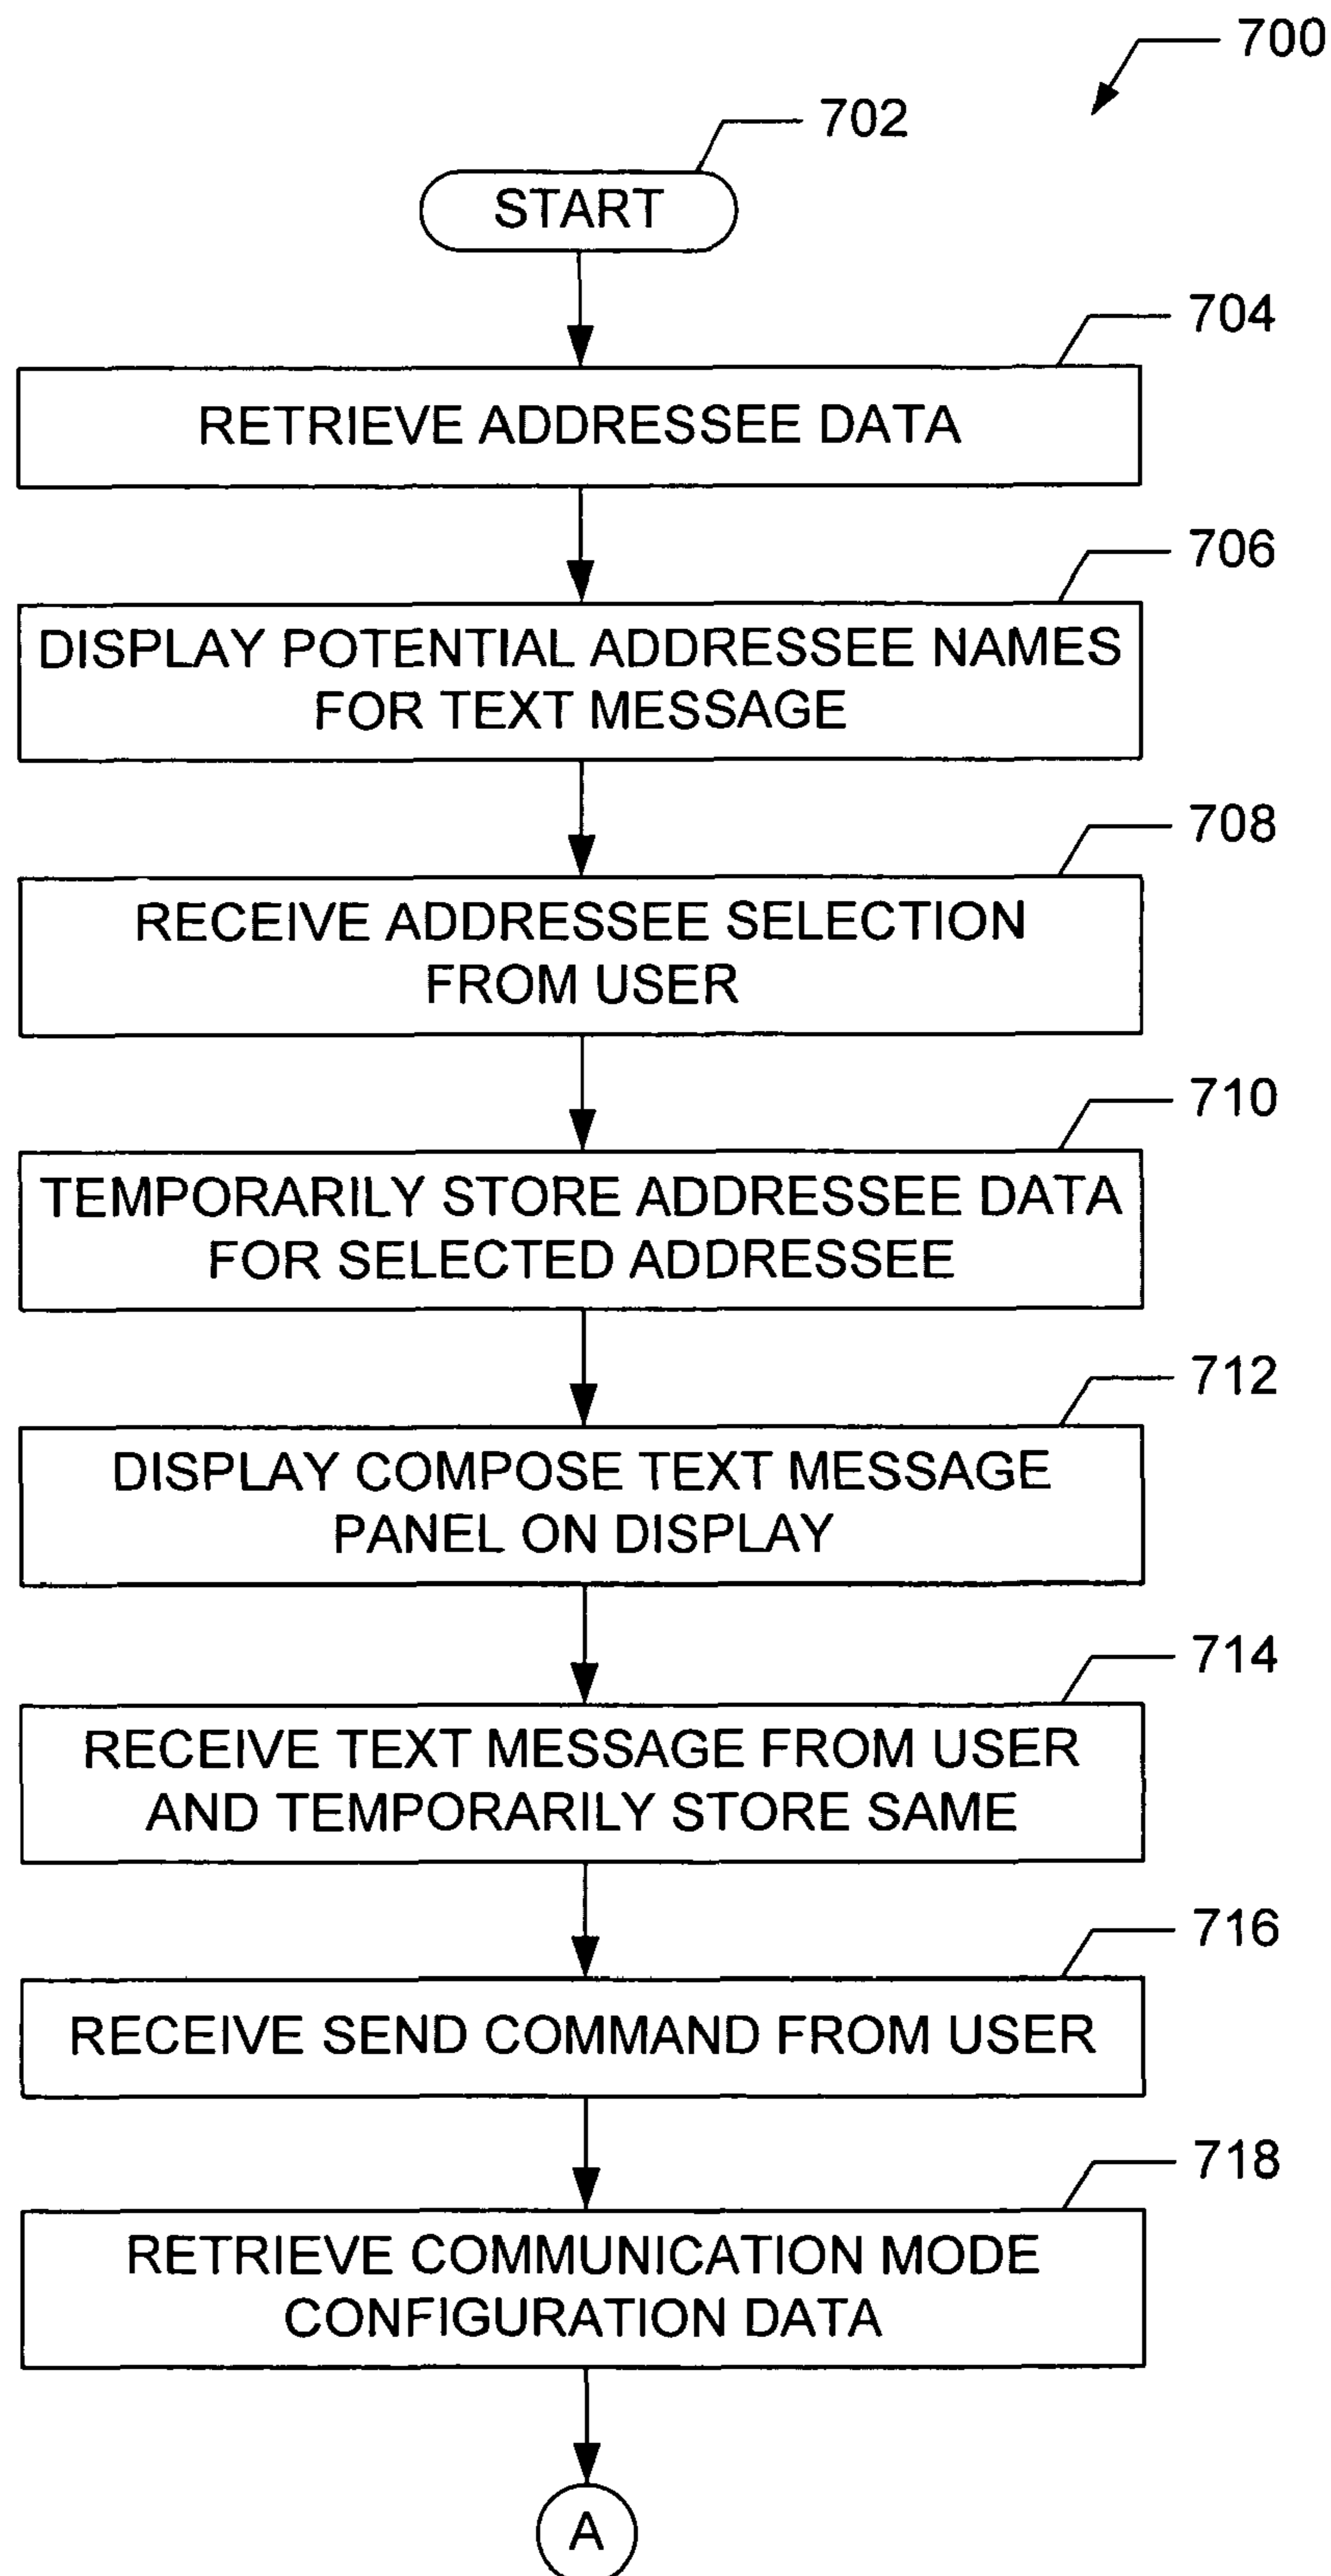 700
702
START
704
RETRIEVE ADDRESSEE DATA
706
DISPLAY POTENTIAL ADDRESSEE NAMES
FOR TEXT MESSAGE
708
RECEIVE ADDRESSEE SELECTION
FROM USER
710
TEMPORARILY STORE ADDRESSEE DATA
FOR SELECTED ADDRESSEE
712
DISPLAY COMPOSE TEXT MESSAGE
PANEL ON DISPLAY
714
RECEIVE TEXT MESSAGE FROM USER
AND TEMPORARILY STORE SAME
716
RECEIVE SEND COMMAND FROM USER
718
RETRIEVE COMMUNICATION MODE
CONFIGURATION DATA
A